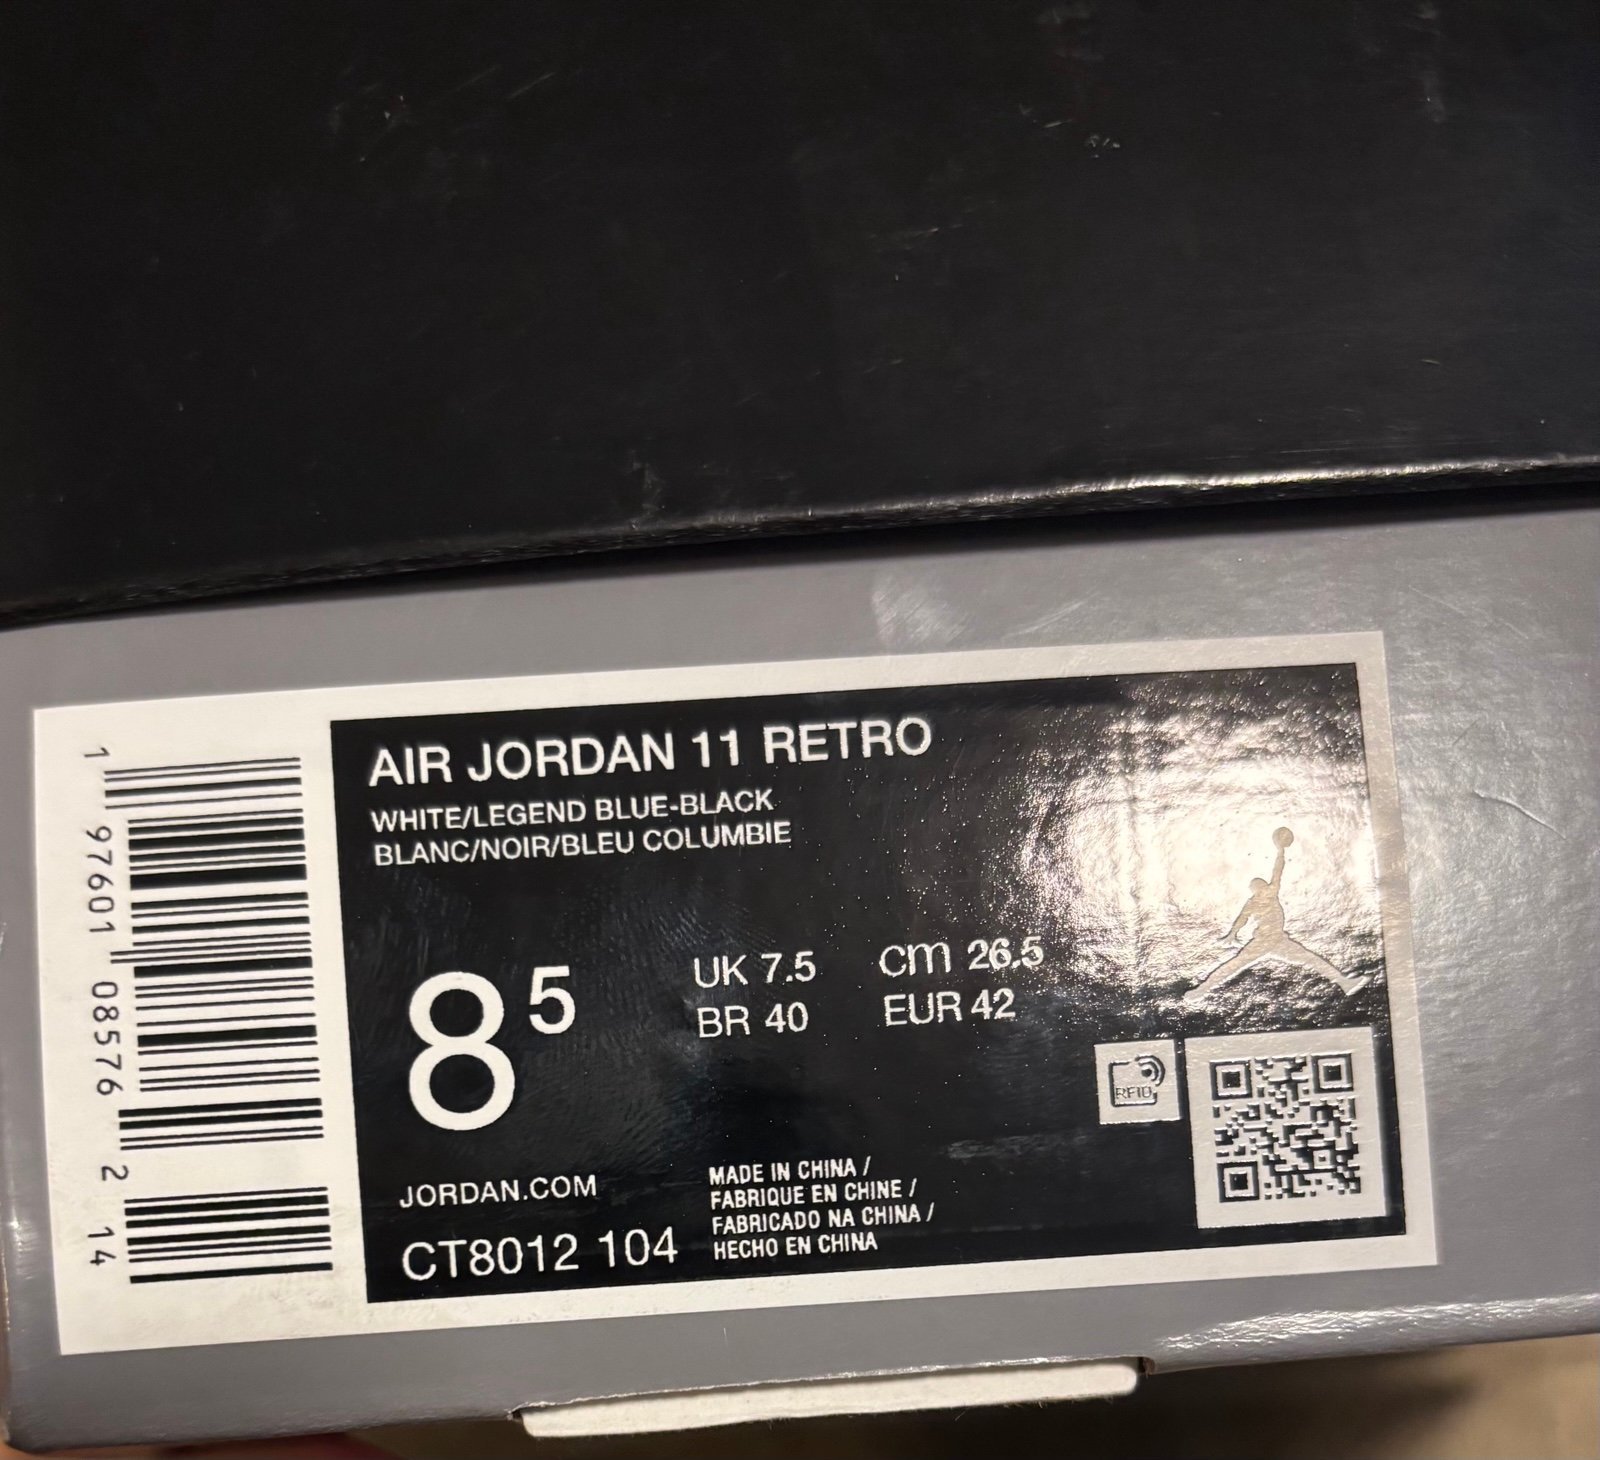 1 97601 08576 2 14
AIR JORDAN 11 RETRO
WHITE/LEGEND BLUE-BLACK
BLANC/NOIR/BLEU COLUMBIE
8 5
UK 7.5
cm 26.5
BR 40
EUR 42
RFID
JORDAN.COM
CT8012 104
MADE IN CHINA /
FABRIQUE EN CHINE /
FABRICADO NA CHINA /
HECHO EN CHINA